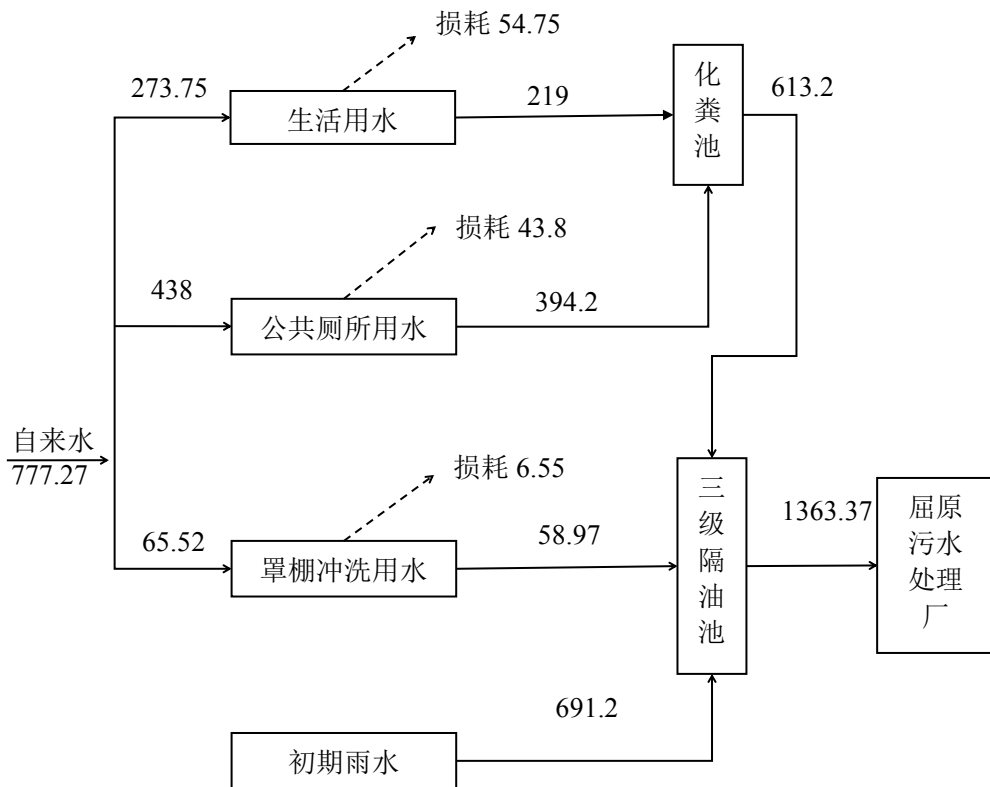 损耗 54.75
273.75
生活用水
219
化粪池
613.2
损耗 43.8
438
公共厕所用水
394.2
自来水
777.27
损耗 6.55
65.52
罩棚冲洗用水
58.97
三级隔油池
1363.37
屈原
污水
处理
厂
691.2
初期雨水